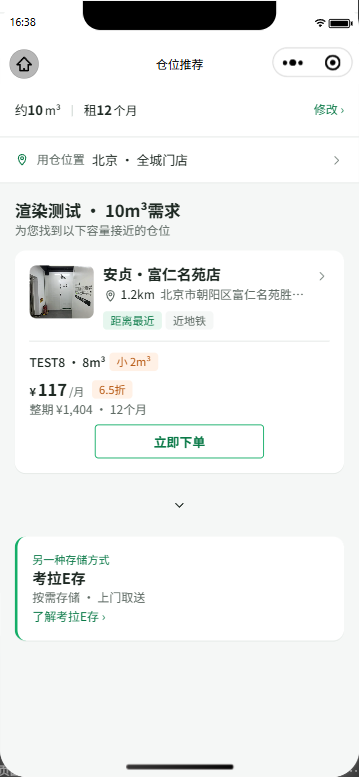 16:38
仓位推荐
约10 m³ | 租12个月 修改 ›
用仓位置 北京 · 全城门店
渲染测试 · 10m³需求
为您找到以下容量接近的仓位
安贞·富仁名苑店
1.2km 北京市朝阳区富仁名苑胜…
距离最近 近地铁
TEST8 · 8m³ 小 2m³
¥117/月 6.5折
整期 ¥1,404 · 12个月
立即下单
另一种存储方式
考拉E存
按需存储 · 上门取送
了解考拉E存 ›